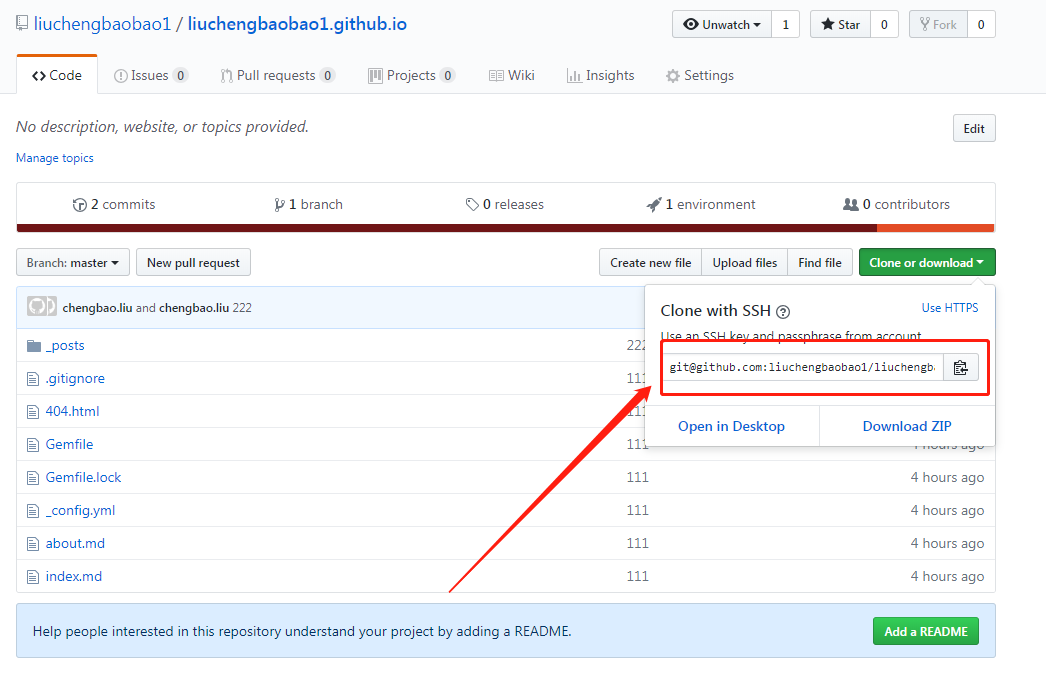 liuchengbaobao1 / liuchengbaobao1.github.io
Unwatch 1 Star 0 Fork 0
Code Issues 0 Pull requests 0 Projects 0 Wiki Insights Settings
No description, website, or topics provided.
Edit
Manage topics
2 commits 1 branch 0 releases 1 environment 0 contributors
Branch: master New pull request Create new file Upload files Find file Clone or download
chengbao.liu and chengbao.liu 222
Clone with SSH Use HTTPS
Use an SSH key and passphrase from account.
git@github.com:liuchengbaobao1/liuchengb
Open in Desktop Download ZIP
_posts 222
.gitignore 111
404.html 111
Gemfile 111 4 hours ago
Gemfile.lock 111 4 hours ago
_config.yml 111 4 hours ago
about.md 111 4 hours ago
index.md 111 4 hours ago
Help people interested in this repository understand your project by adding a README.
Add a README